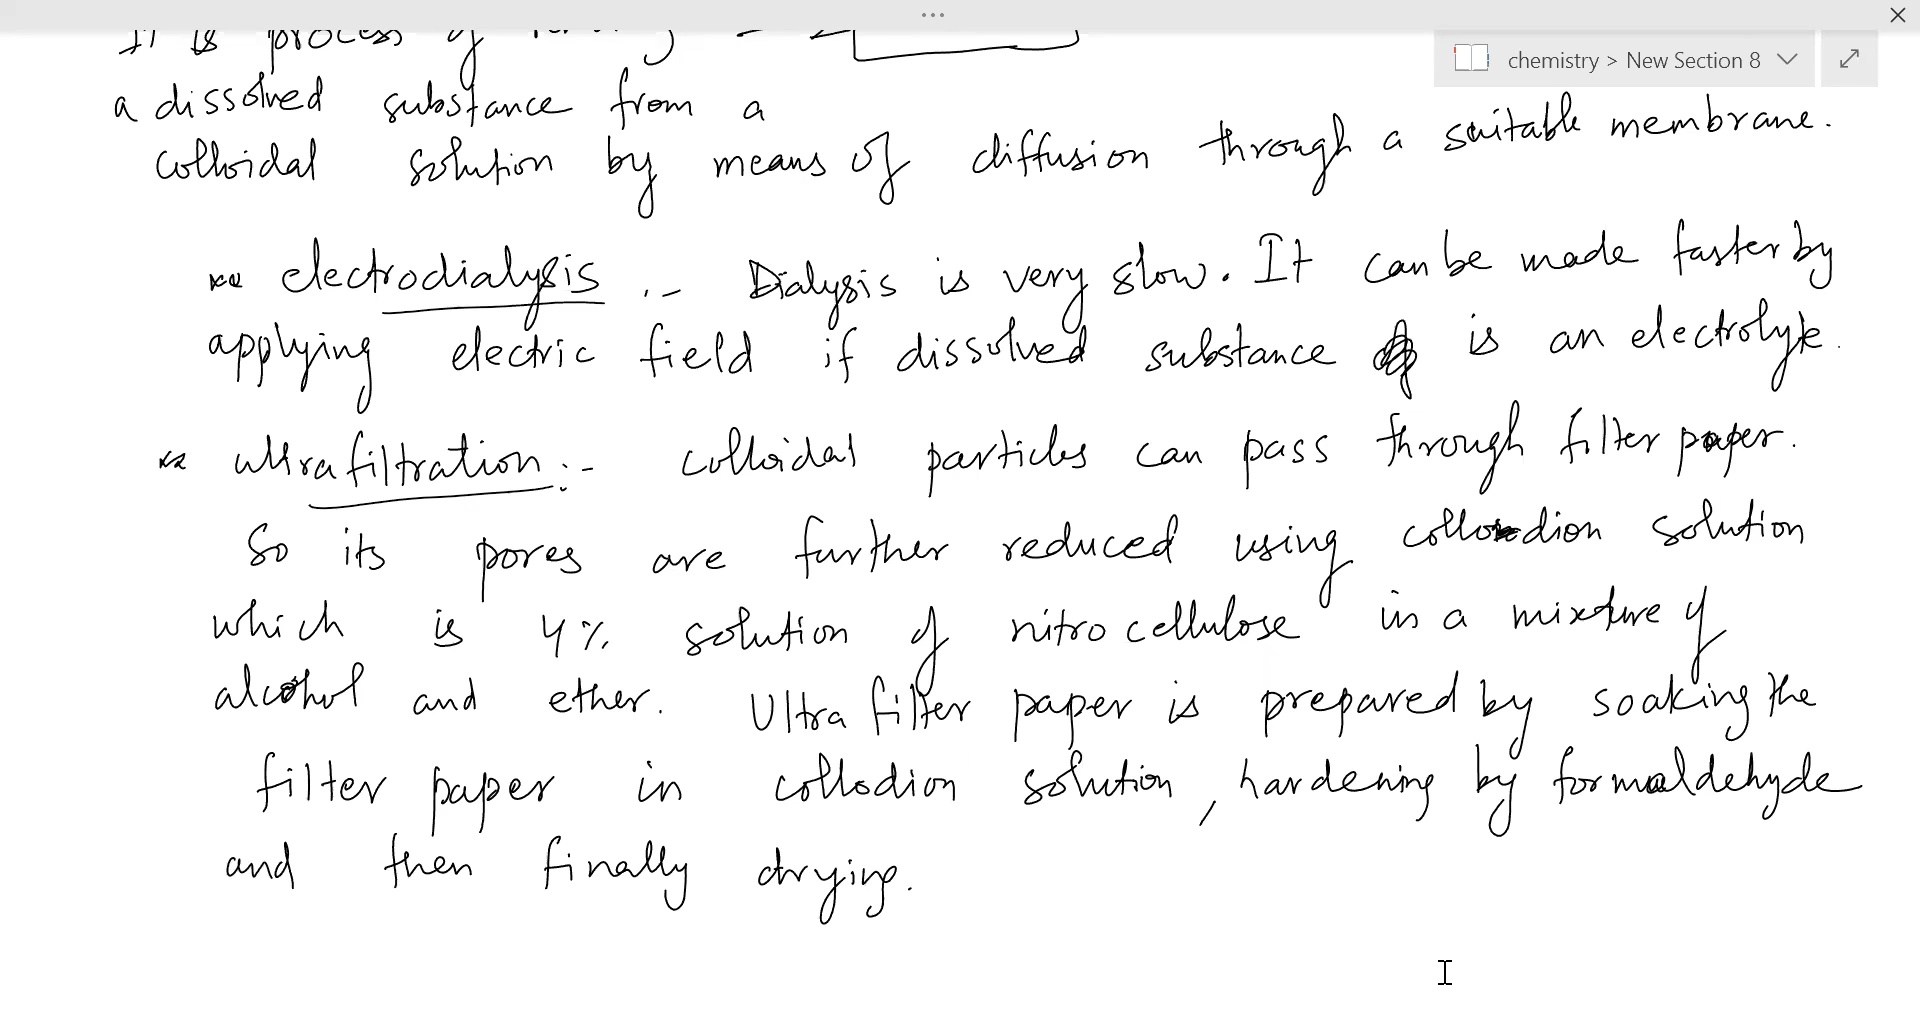 It is process of
chemistry > New Section 8
a dissolved substance from a
colloidal solution by means of diffusion through a suitable membrane.
electrodialysis :- Dialysis is very slow. It can be made faster by
applying electric field if dissolved substance is an electrolyte.
ultrafiltration :- colloidal particles can pass through filter paper.
So its pores are further reduced using collodion solution
which is 4% solution of nitrocellulose in a mixture of
alcohol and ether. Ultra filter paper is prepared by soaking the
filter paper in collodion solution, hardening by formaldehyde
and then finally drying.